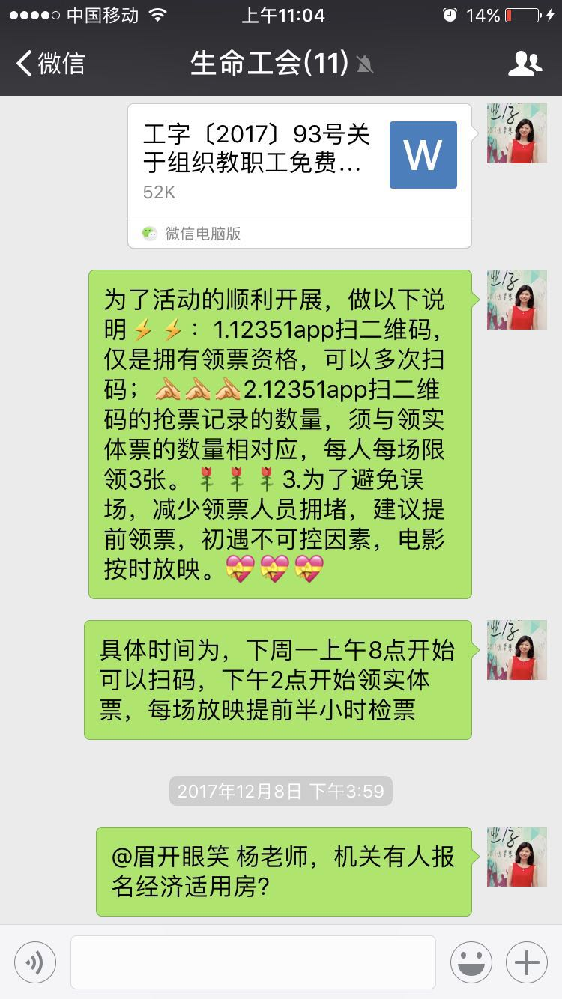 中国移动 上午11:04 14%
微信 生命工会(11)
工字〔2017〕93号关
于组织教职工免费...
52K
微信电脑版
为了活动的顺利开展，做以下说
明⚡⚡：1.12351app扫二维码，
仅是拥有领票资格，可以多次扫
码；2.12351app扫二维
码的抢票记录的数量，须与领实
体票的数量相对应，每人每场限
领3张。🌹🌹🌹3.为了避免误
场，减少领票人员拥堵，建议提
前领票，初遇不可控因素，电影
按时放映。💝💝💝
具体时间为，下周一上午8点开始
可以扫码，下午2点开始领实体
票，每场放映提前半小时检票
2017年12月8日 下午3:59
@眉开眼笑 杨老师，机关有人报
名经济适用房?